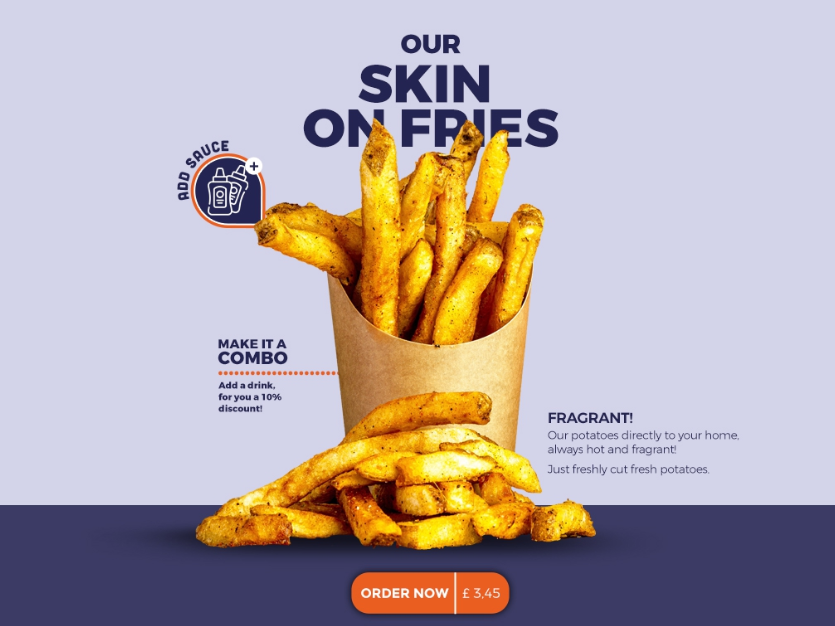 OUR
SKIN
ON FRIES
ADD SAUCE
MAKE IT A
COMBO
Add a drink,
for you a 10%
discount!
FRAGRANT!
Our potatoes directly to your home,
always hot and fragrant!
Just freshly cut fresh potatoes.
ORDER NOW £ 3,45